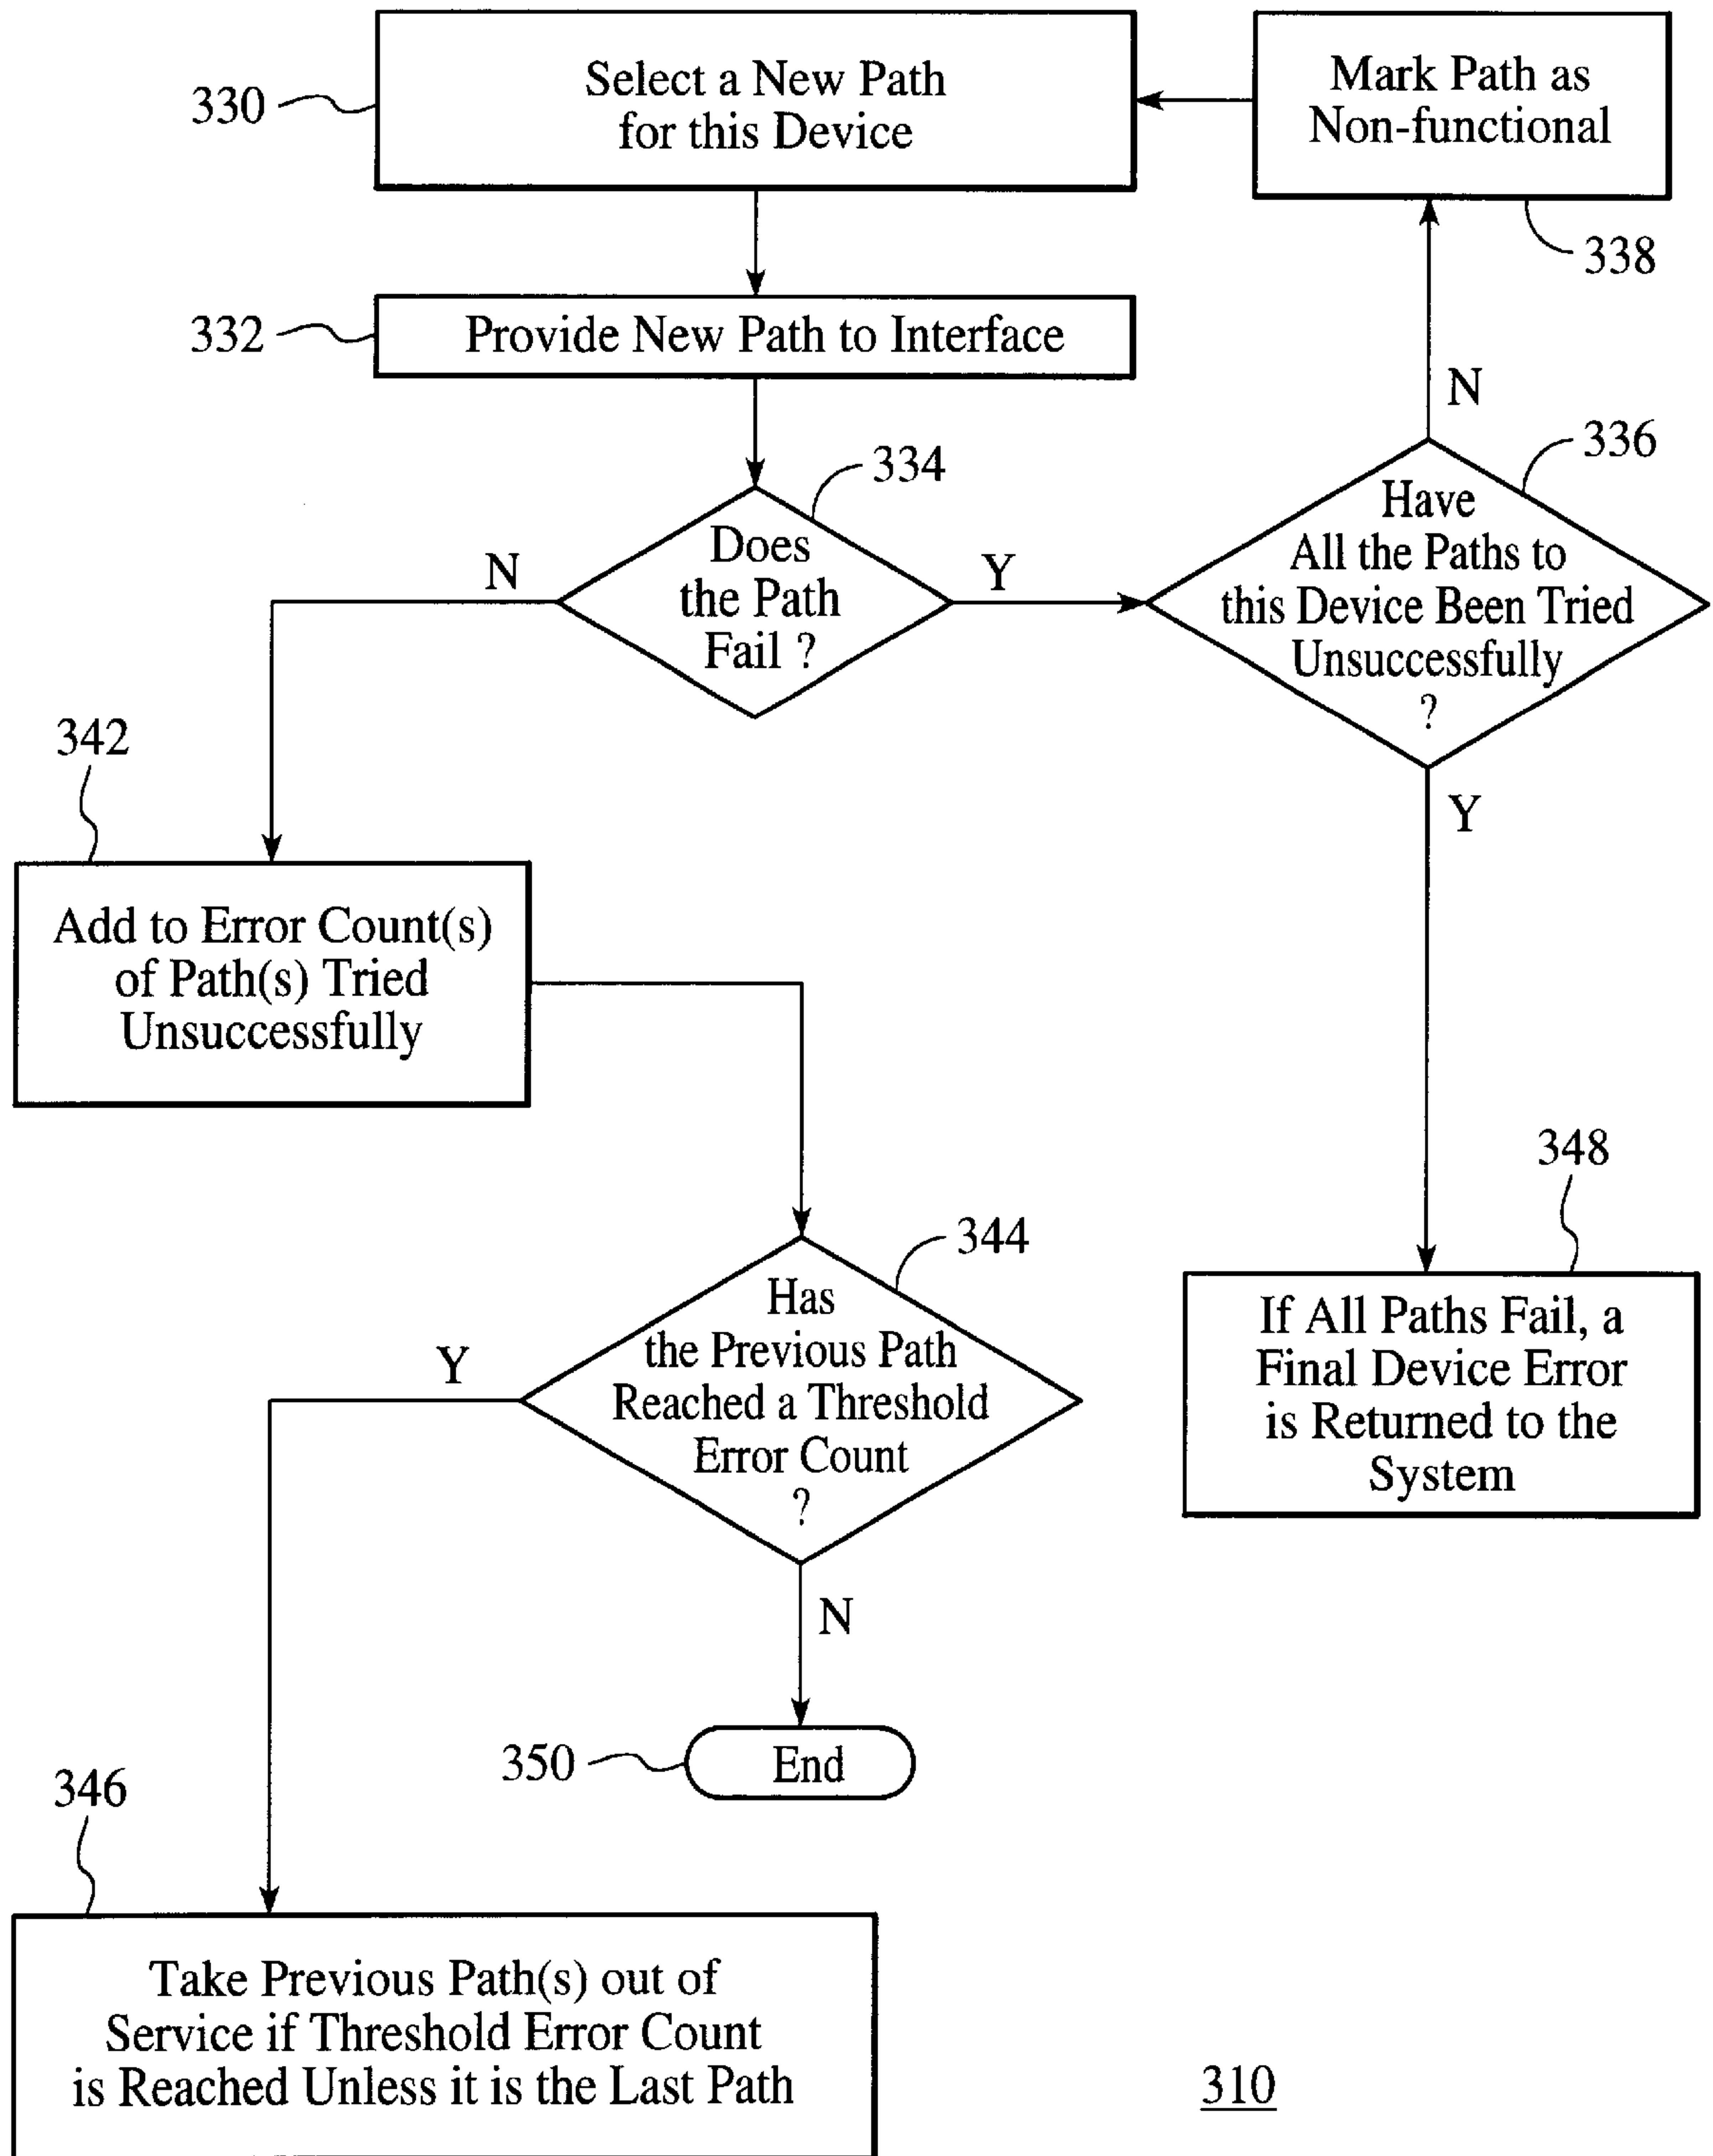 330
Select a New Path
for this Device
Mark Path as
Non-functional
338
332
Provide New Path to Interface
N
336
334
Does
the Path
Fail ?
N
Y
Have
All the Paths to
this Device Been Tried
Unsuccessfully
?
342
Y
Add to Error Count(s)
of Path(s) Tried
Unsuccessfully
348
344
Has
the Previous Path
Reached a Threshold
Error Count
?
Y
If All Paths Fail, a
Final Device Error
is Returned to the
System
N
350
End
346
Take Previous Path(s) out of
Service if Threshold Error Count
is Reached Unless it is the Last Path
310